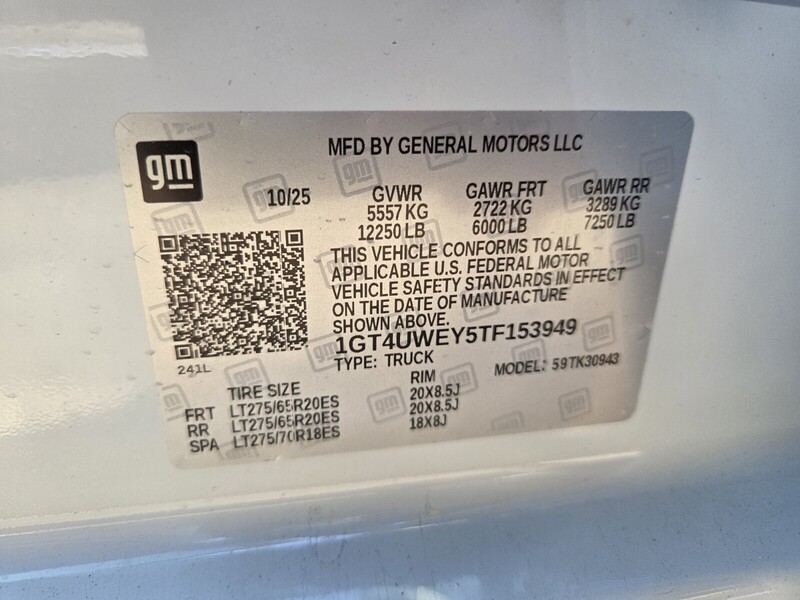 gm
MFD BY GENERAL MOTORS LLC
10/25
GVWR GAWR FRT GAWR RR
5557 KG 2722 KG 3289 KG
12250 LB 6000 LB 7250 LB
THIS VEHICLE CONFORMS TO ALL
APPLICABLE U.S. FEDERAL MOTOR
VEHICLE SAFETY STANDARDS IN EFFECT
ON THE DATE OF MANUFACTURE
SHOWN ABOVE.
1GT4UWEY5TF153949
241L
TYPE: TRUCK MODEL: 59TK30943
TIRE SIZE RIM
FRT LT275/65R20ES 20X8.5J
RR LT275/65R20ES 20X8.5J
SPA LT275/70R18ES 18X8J